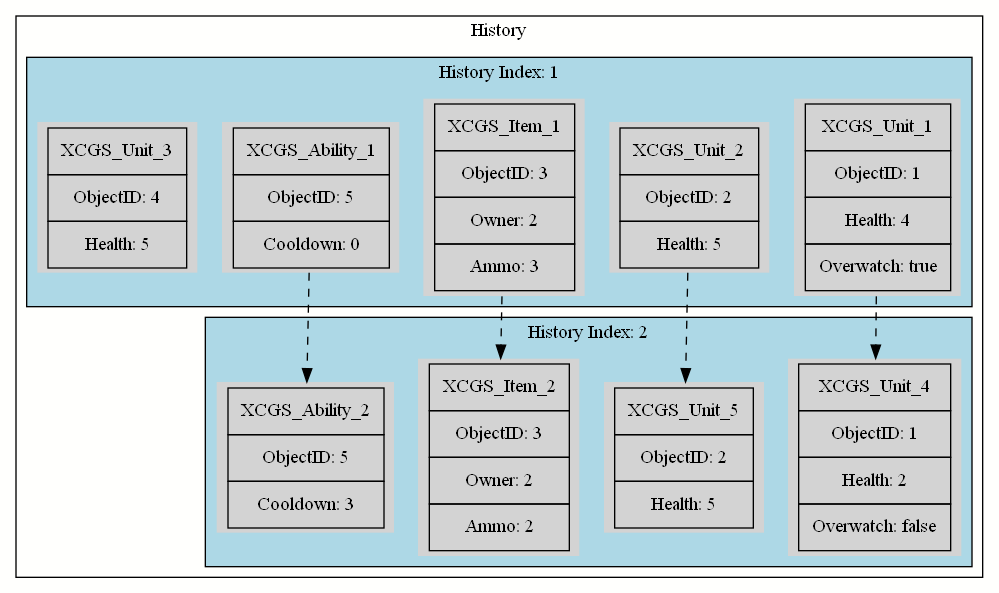 History
History Index: 1
XCGS_Unit_3
ObjectID: 4
Health: 5
XCGS_Ability_1
ObjectID: 5
Cooldown: 0
XCGS_Item_1
ObjectID: 3
Owner: 2
Ammo: 3
XCGS_Unit_2
ObjectID: 2
Health: 5
XCGS_Unit_1
ObjectID: 1
Health: 4
Overwatch: true
History Index: 2
XCGS_Ability_2
ObjectID: 5
Cooldown: 3
XCGS_Item_2
ObjectID: 3
Owner: 2
Ammo: 2
XCGS_Unit_5
ObjectID: 2
Health: 5
XCGS_Unit_4
ObjectID: 1
Health: 2
Overwatch: false